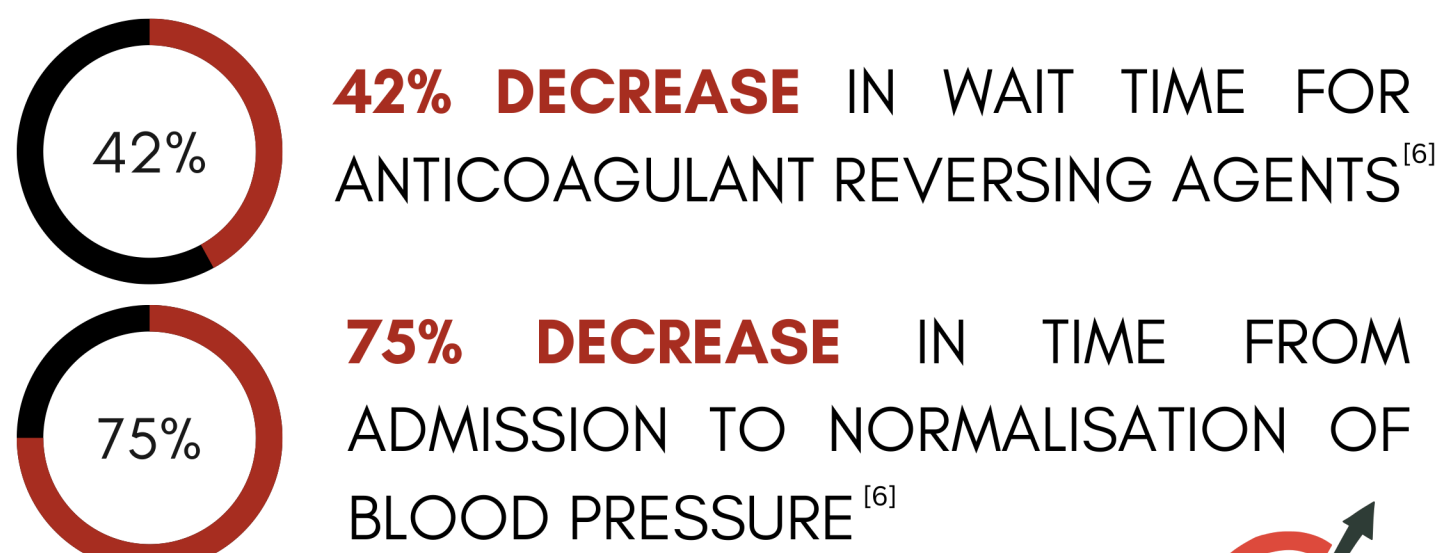 42%
42% DECREASE IN WAIT TIME FOR
ANTICOAGULANT REVERSING AGENTS[6]
75%
75% DECREASE IN TIME FROM
ADMISSION TO NORMALISATION OF
BLOOD PRESSURE [6]